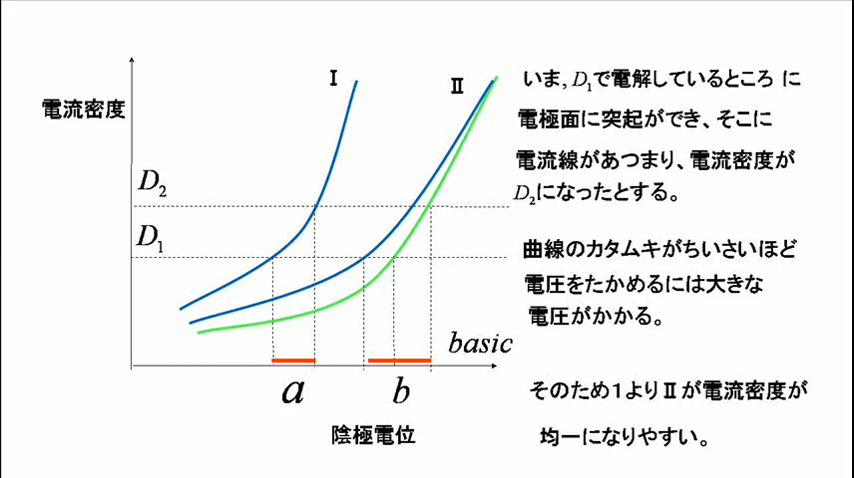 I
II
電流密度
D2
D1
basic
a
b
陰極電位
いま, D1で電解しているところ に
電極面に突起ができ、そこに
電流線があつまり、電流密度が
D2になったとする。
曲線のカタムキがちいさいほど
電圧をたかめるには大きな
電圧がかかる。
そのため１よりⅡが電流密度が
均一になりやすい。